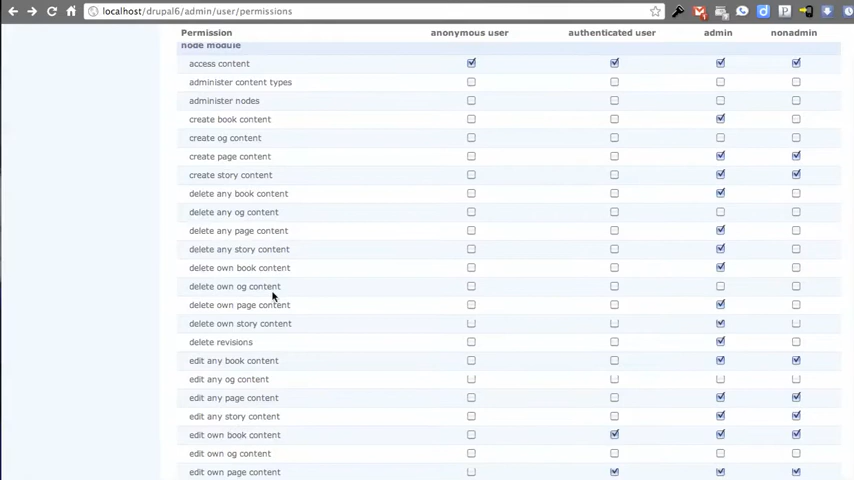 localhost/drupal6/admin/user/permissions
Permission anonymous user authenticated user admin nonadmin
node module
access content
administer content types
administer nodes
create book content
create og content
create page content
create story content
delete any book content
delete any og content
delete any page content
delete any story content
delete own book content
delete own og content
delete own page content
delete own story content
delete revisions
edit any book content
edit any og content
edit any page content
edit any story content
edit own book content
edit own og content
edit own page content